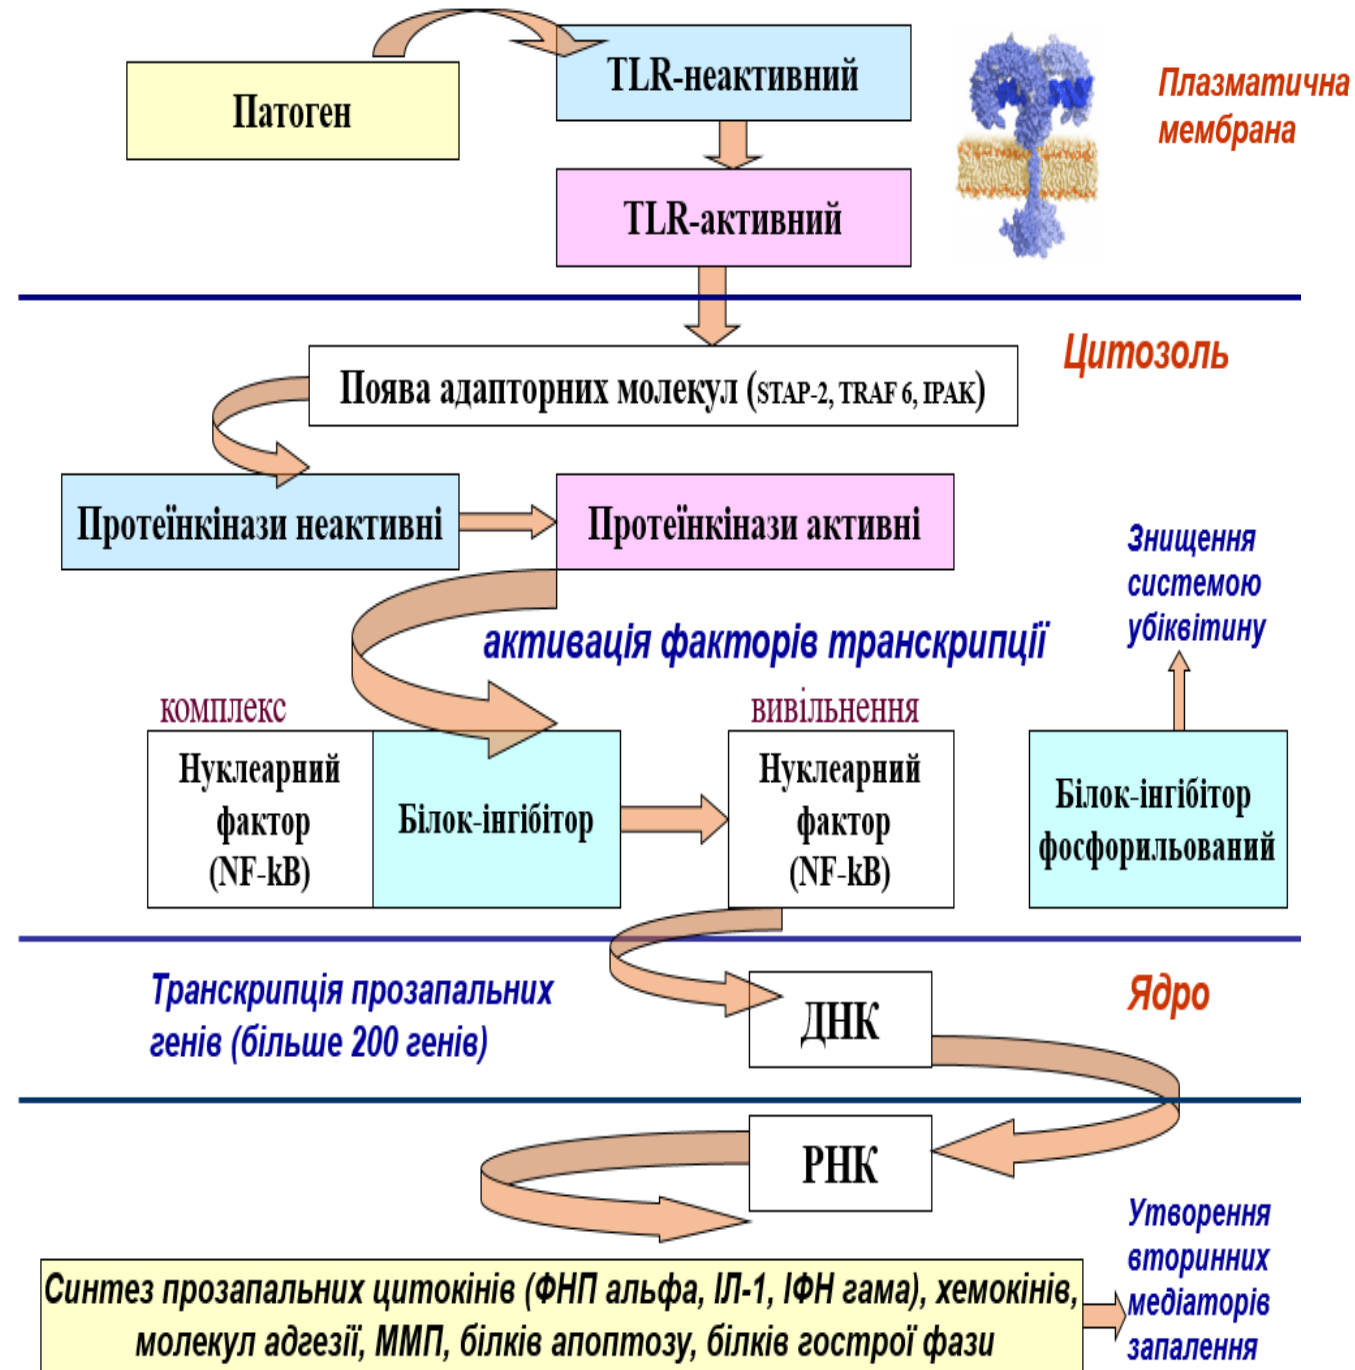 Патоген
TLR-неактивний
Плазматична
мембрана
TLR-активний
Цитозоль
Поява адапторних молекул (STAP-2, TRAF 6, IPAK)
Протеїнкінази неактивні
Протеїнкінази активні
Знищення
системою
убіквітину
активація факторів транскрипції
комплекс
вивільнення
Нуклеарний
фактор
(NF-kB)
Білок-інгібітор
Нуклеарний
фактор
(NF-kB)
Білок-інгібітор
фосфорильований
Транскрипція прозапальних
генів (більше 200 генів)
ДНК
Ядро
РНК
Синтез прозапальних цитокінів (ФНП альфа, ІЛ-1, ІФН гама), хемокінів,
молекул адгезії, ММП, білків апоптозу, білків гострої фази
Утворення
вторинних
медіаторів
запалення